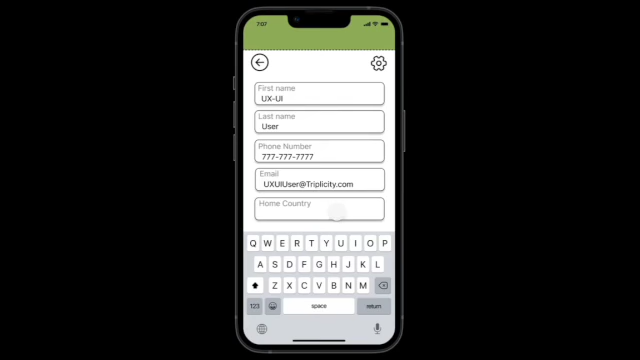 7:07
First name
UX-UI
Last name
User
Phone Number
777-777-7777
Email
UXUIUser@Triplicity.com
Home Country
Q W E R T Y U I O P
A S D F G H J K L
Z X C V B N M
123 space return